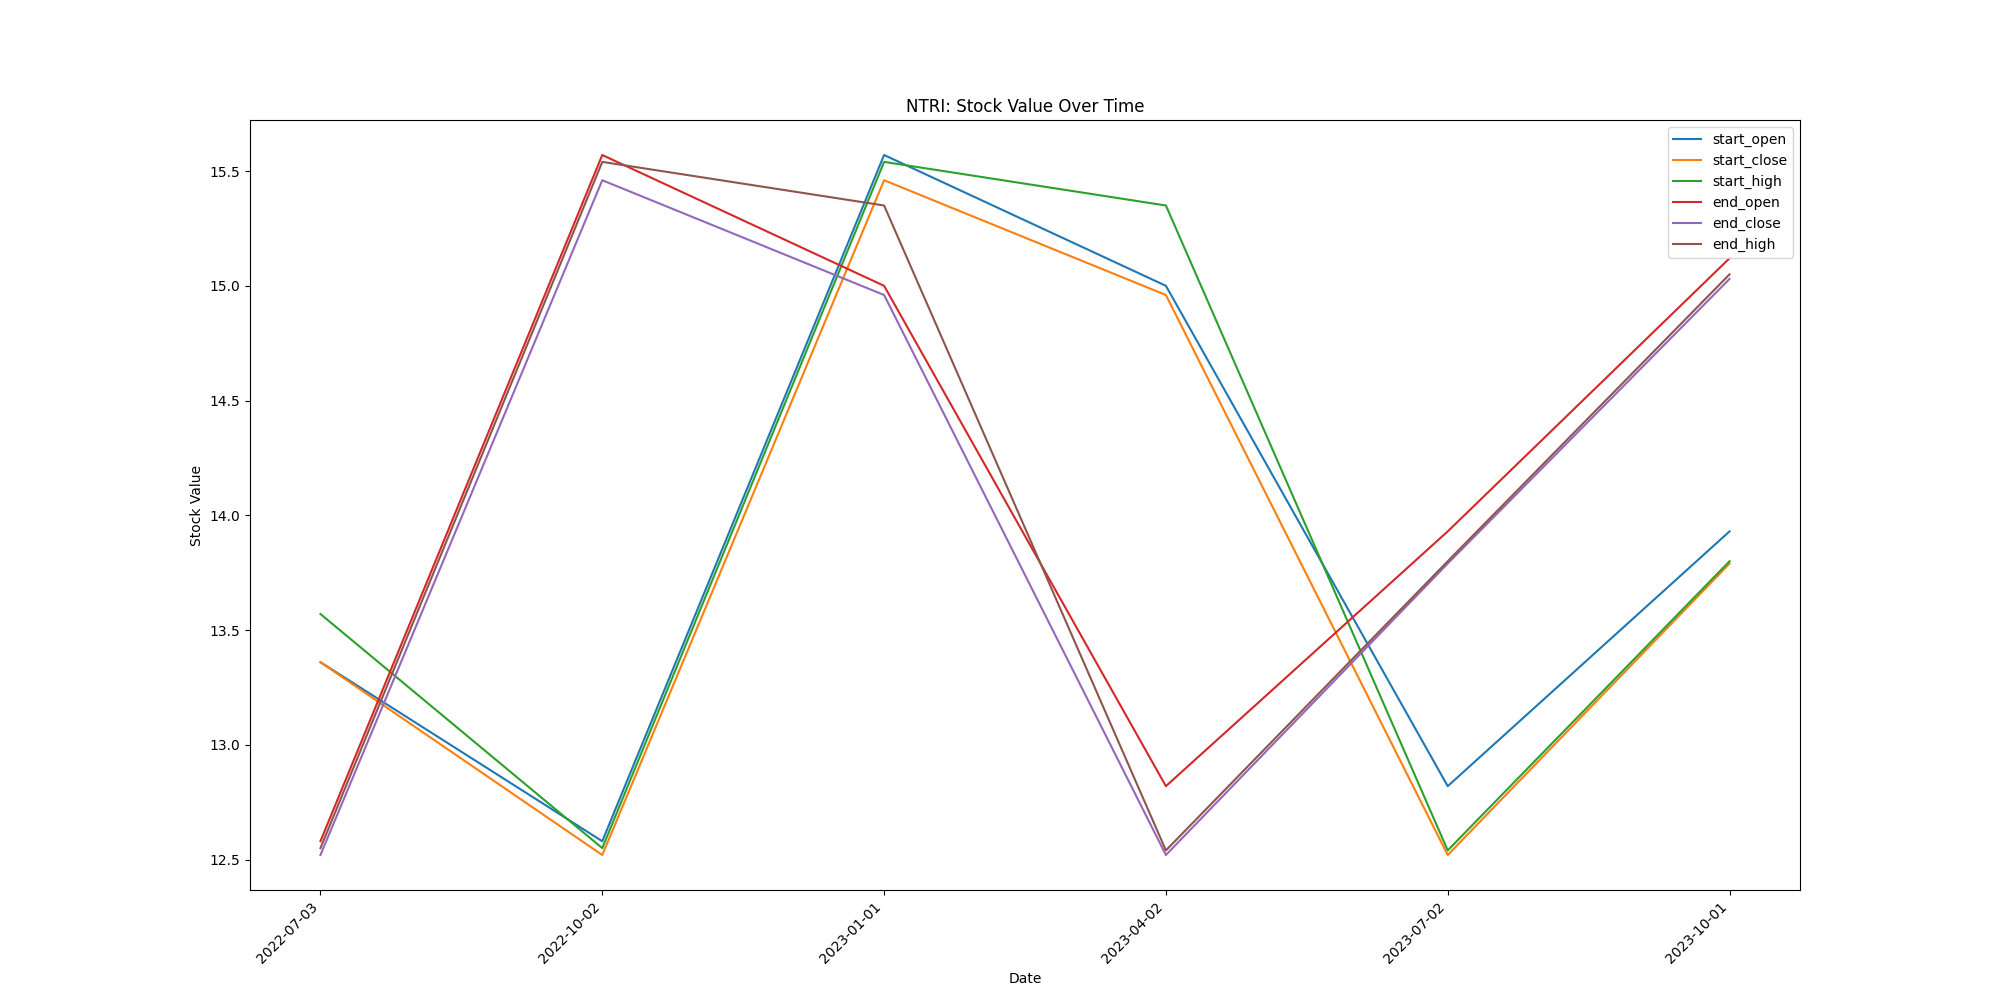 NTRI: Stock Value Over Time
start_open
start_close
start_high
end_open
end_close
end_high
15.5
15.0
14.5
14.0
13.5
13.0
12.5
Stock Value
2022-07-03
2022-10-02
2023-01-01
2023-04-02
2023-07-02
2023-10-01
Date